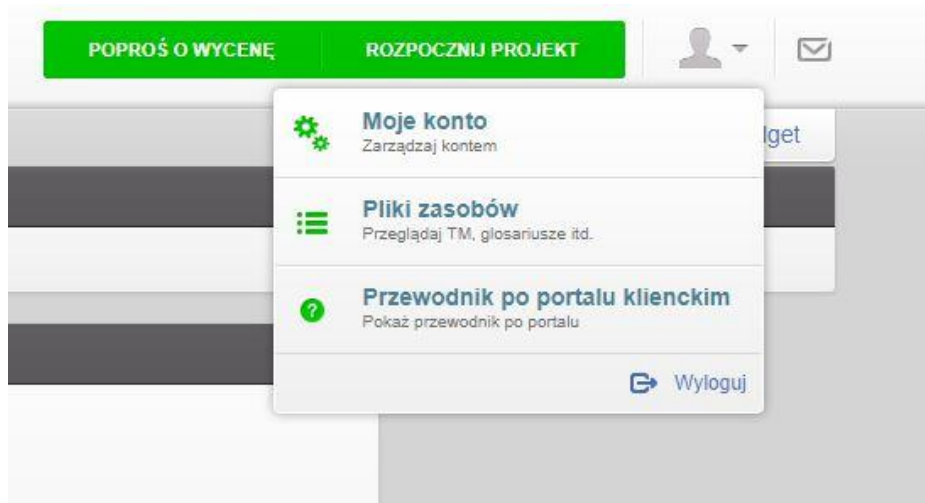 POPROŚ O WYCENĘ ROZPOCZNIJ PROJEKT
Moje konto
Zarządzaj kontem
Pliki zasobów
Przeglądaj TM, glosariusze itd.
Przewodnik po portalu klienckim
Pokaż przewodnik po portalu
Wyloguj